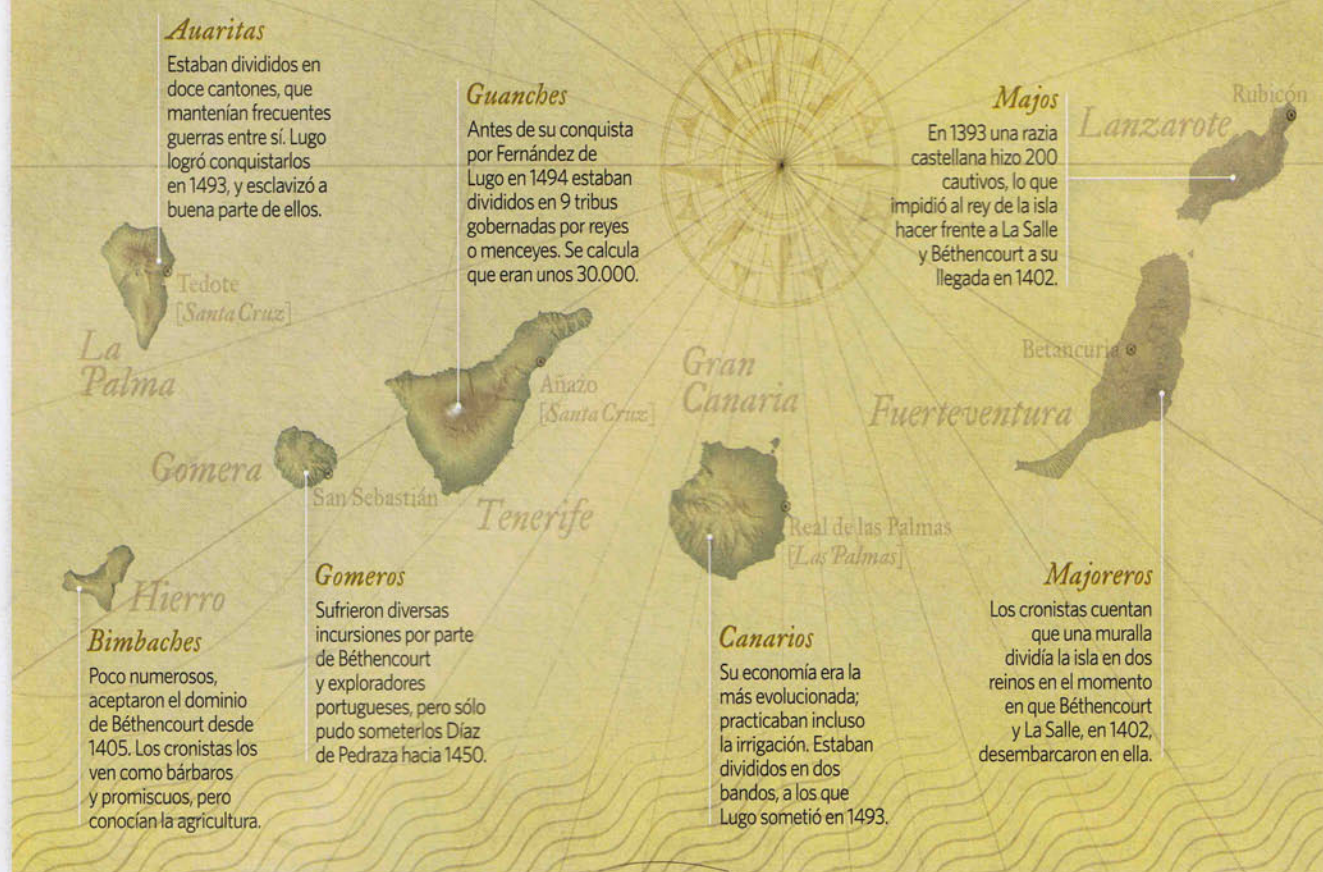 Auaritas
Estaban divididos en
doce cantones, que
mantenían frecuentes
guerras entre sí. Lugo
logró conquistarlos
en 1493, y esclavizó a
buena parte de ellos.
Guanches
Antes de su conquista
por Fernández de
Lugo en 1494 estaban
divididos en 9 tribus
gobernadas por reyes
o menceyes. Se calcula
que eran unos 30.000.
Majos
En 1393 una razia
castellana hizo 200
cautivos, lo que
impidió al rey de la isla
hacer frente a La Salle
y Béthencourt a su
llegada en 1402.
Rubicón
Lanzarote
Tedote
[Santa Cruz]
La
Palma
Añazo
[Santa Cruz]
Gran
Canaria
Betancuria
Fuerteventura
Gomera
San Sebastián
Tenerife
Real de las Palmas
[Las Palmas]
Hierro
Bimbaches
Poco numerosos,
aceptaron el dominio
de Béthencourt desde
1405. Los cronistas los
ven como bárbaros
y promiscuos, pero
conocían la agricultura.
Gomeros
Sufrieron diversas
incursiones por parte
de Béthencourt
y exploradores
portugueses, pero sólo
pudo someterlos Díaz
de Pedraza hacia 1450.
Canarios
Su economía era la
más evolucionada;
practicaban incluso
la irrigación. Estaban
divididos en dos
bandos, a los que
Lugo sometió en 1493.
Majoreros
Los cronistas cuentan
que una muralla
dividía la isla en dos
reinos en el momento
en que Béthencourt
y La Salle, en 1402,
desembarcaron en ella.